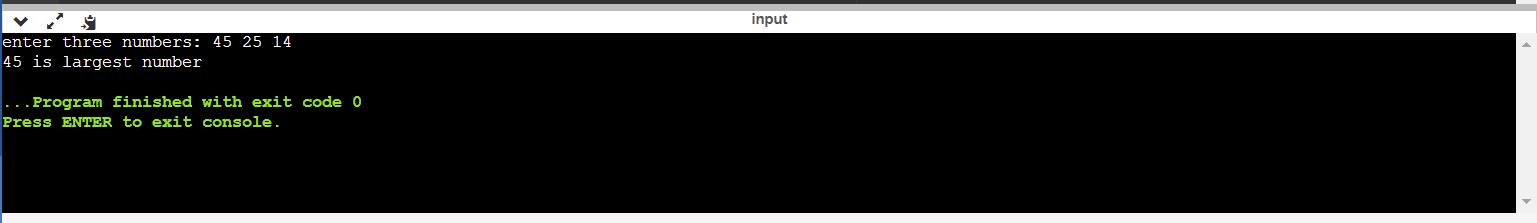 input
enter three numbers: 45 25 14
45 is largest number
...Program finished with exit code 0
Press ENTER to exit console.